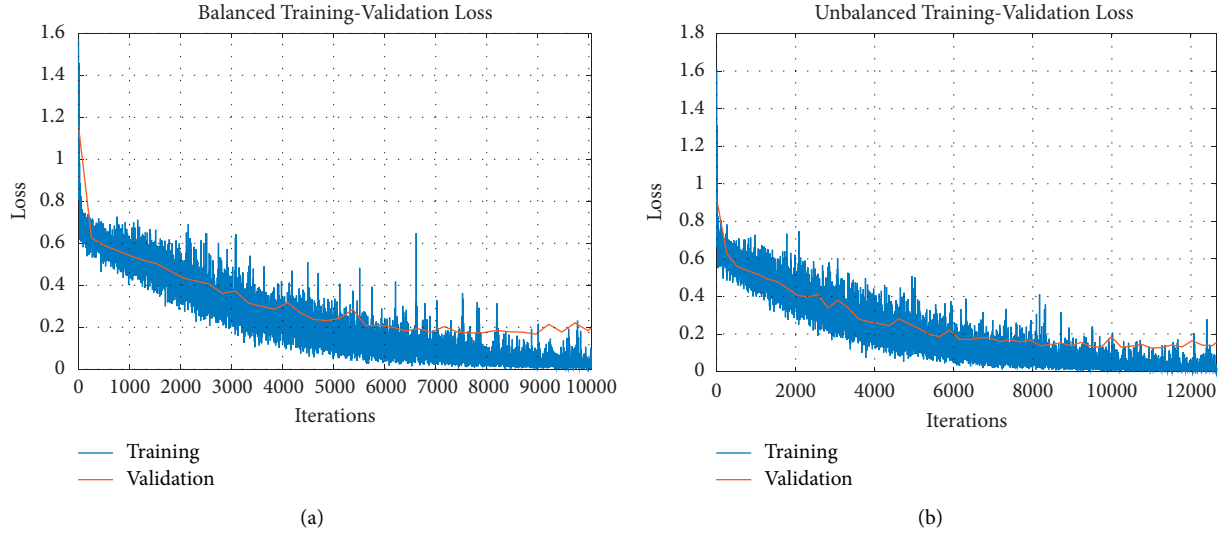 Balanced Training-Validation Loss
1.6
1.4
1.2
1
0.8
0.6
0.4
0.2
0
Loss
0 1000 2000 3000 4000 5000 6000 7000 8000 9000 10000
Iterations
Training
Validation
(a)
Unbalanced Training-Validation Loss
1.8
1.6
1.4
1.2
1
0.8
0.6
0.4
0.2
0
Loss
0 2000 4000 6000 8000 10000 12000
Iterations
Training
Validation
(b)